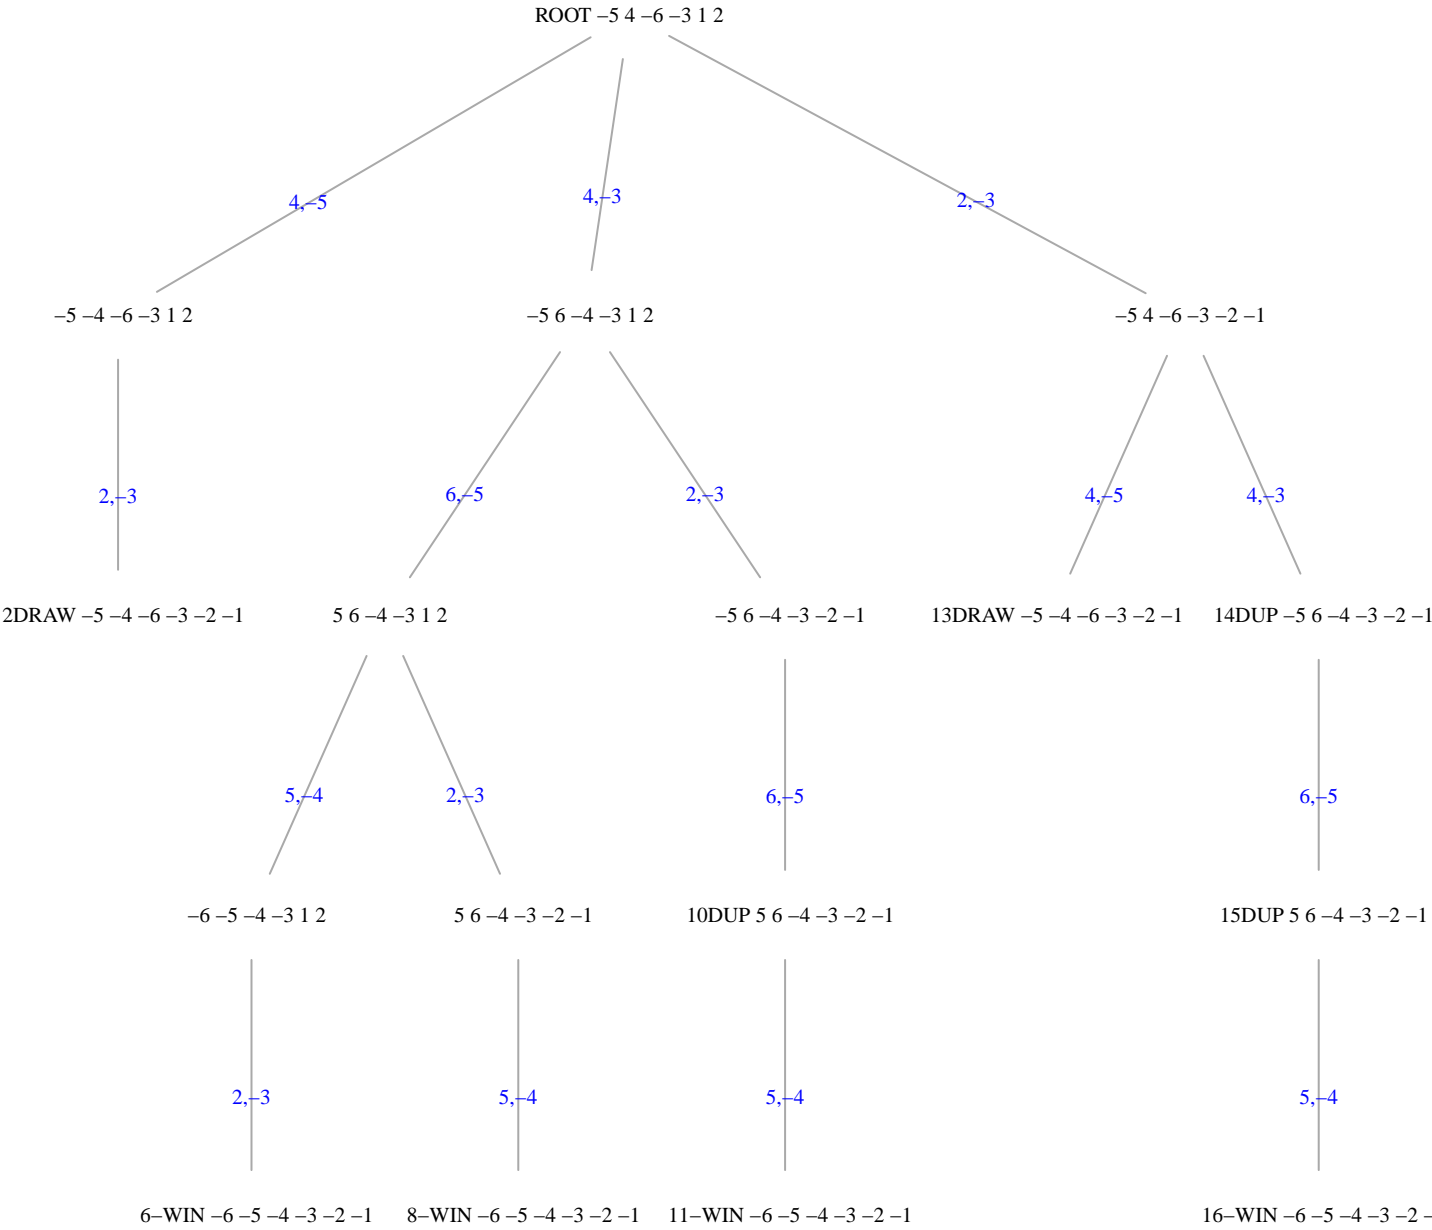 ROOT –5 4 –6 –3 1 2
4,–5
4,–3
2,–3
–5 –4 –6 –3 1 2
–5 6 –4 –3 1 2
–5 4 –6 –3 –2 –1
2,–3
6,–5
2,–3
4,–5
4,–3
2DRAW –5 –4 –6 –3 –2 –1
5 6 –4 –3 1 2
–5 6 –4 –3 –2 –1
13DRAW –5 –4 –6 –3 –2 –1
14DUP –5 6 –4 –3 –2 –1
5,–4
2,–3
6,–5
6,–5
–6 –5 –4 –3 1 2
5 6 –4 –3 –2 –1
10DUP 5 6 –4 –3 –2 –1
15DUP 5 6 –4 –3 –2 –1
2,–3
5,–4
5,–4
5,–4
6–WIN –6 –5 –4 –3 –2 –1
8–WIN –6 –5 –4 –3 –2 –1
11–WIN –6 –5 –4 –3 –2 –1
16–WIN –6 –5 –4 –3 –2 –